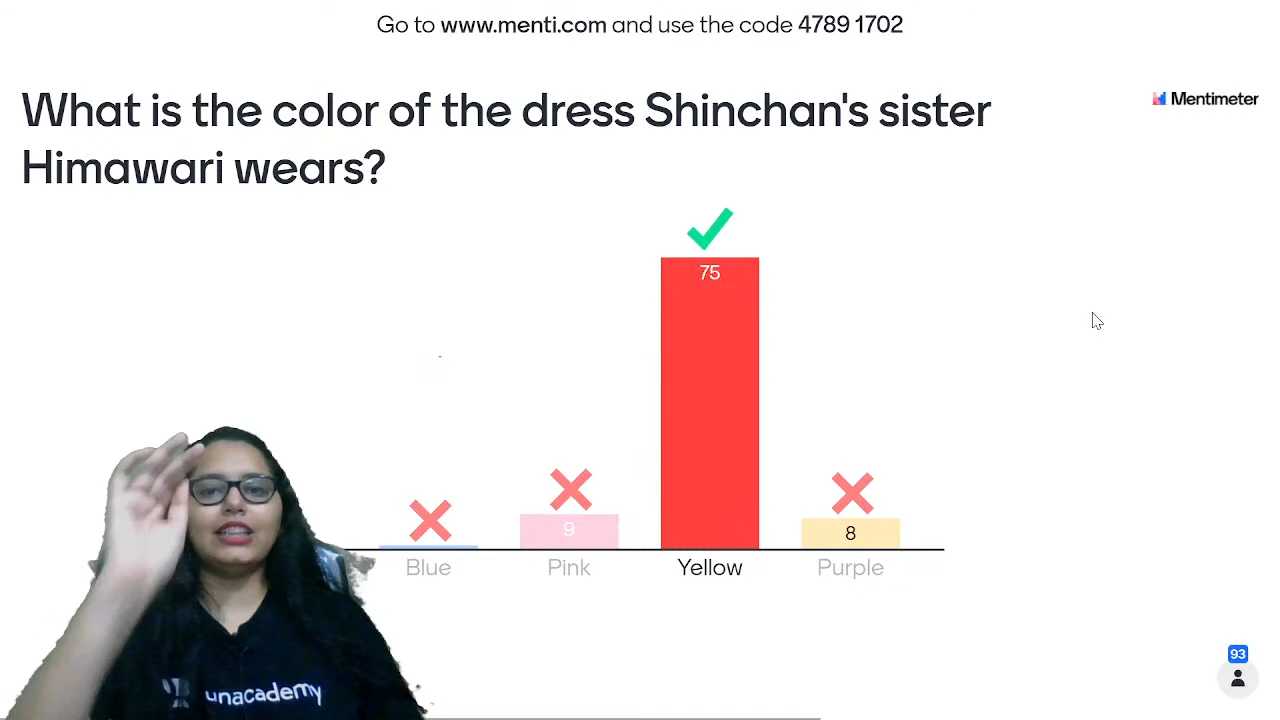 Go to www.menti.com and use the code 4789 1702
What is the color of the dress Shinchan's sister
Himawari wears?
Mentimeter
75
9
8
Blue
Pink
Yellow
Purple
unacademy
93